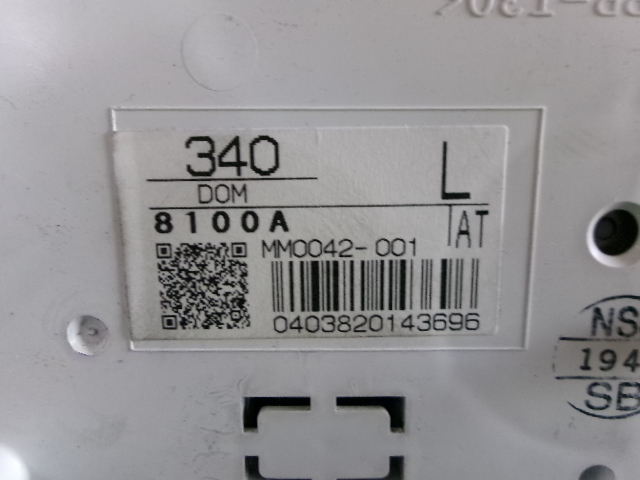 340
DOM
L
8100A
AT
MM0042-001
0403820143696
NS
194
SB